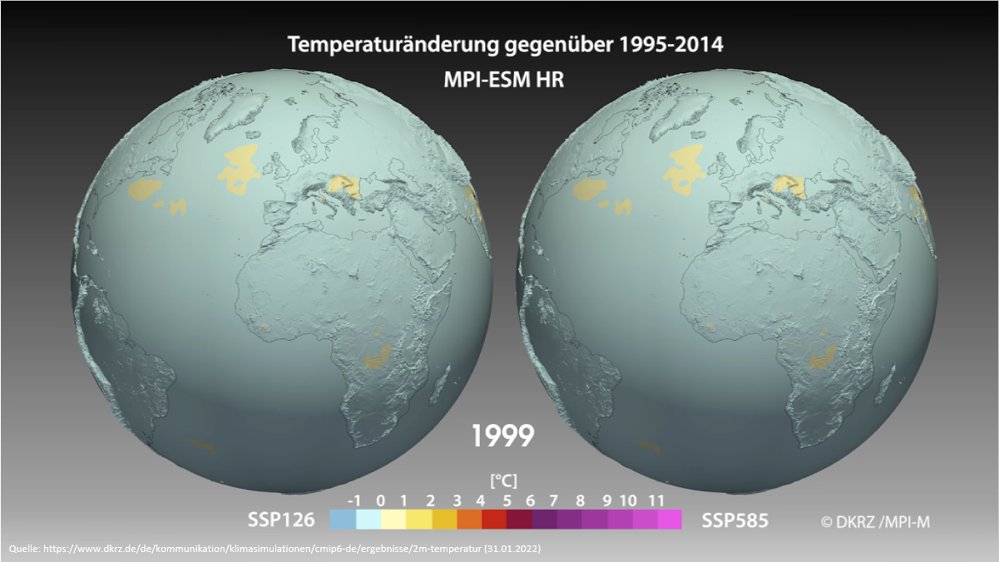 Temperaturänderung gegenüber 1995-2014
MPI-ESM HR
1999
[°C]
-1 0 1 2 3 4 5 6 7 8 9 10 11
SSP126
SSP585
© DKRZ /MPI-M
Quelle: https://www.dkrz.de/de/kommunikation/klimasimulationen/cmip6-de/ergebnisse/2m-temperatur (31.01.2022)